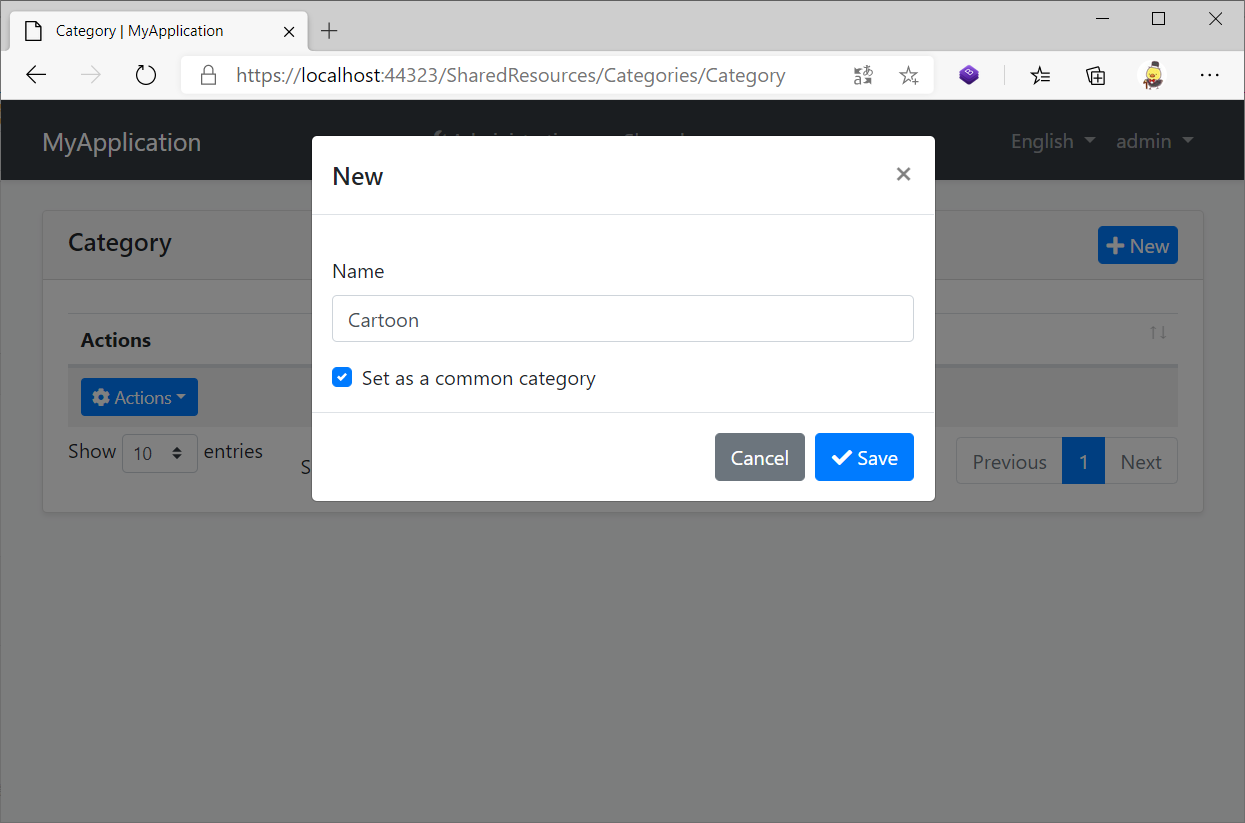 Category | MyApplication
https://localhost:44323/SharedResources/Categories/Category
MyApplication
English
admin
New
Category
New
Name
Cartoon
Actions
Set as a common category
Actions
Show 10 entries
Cancel
Save
Previous 1 Next